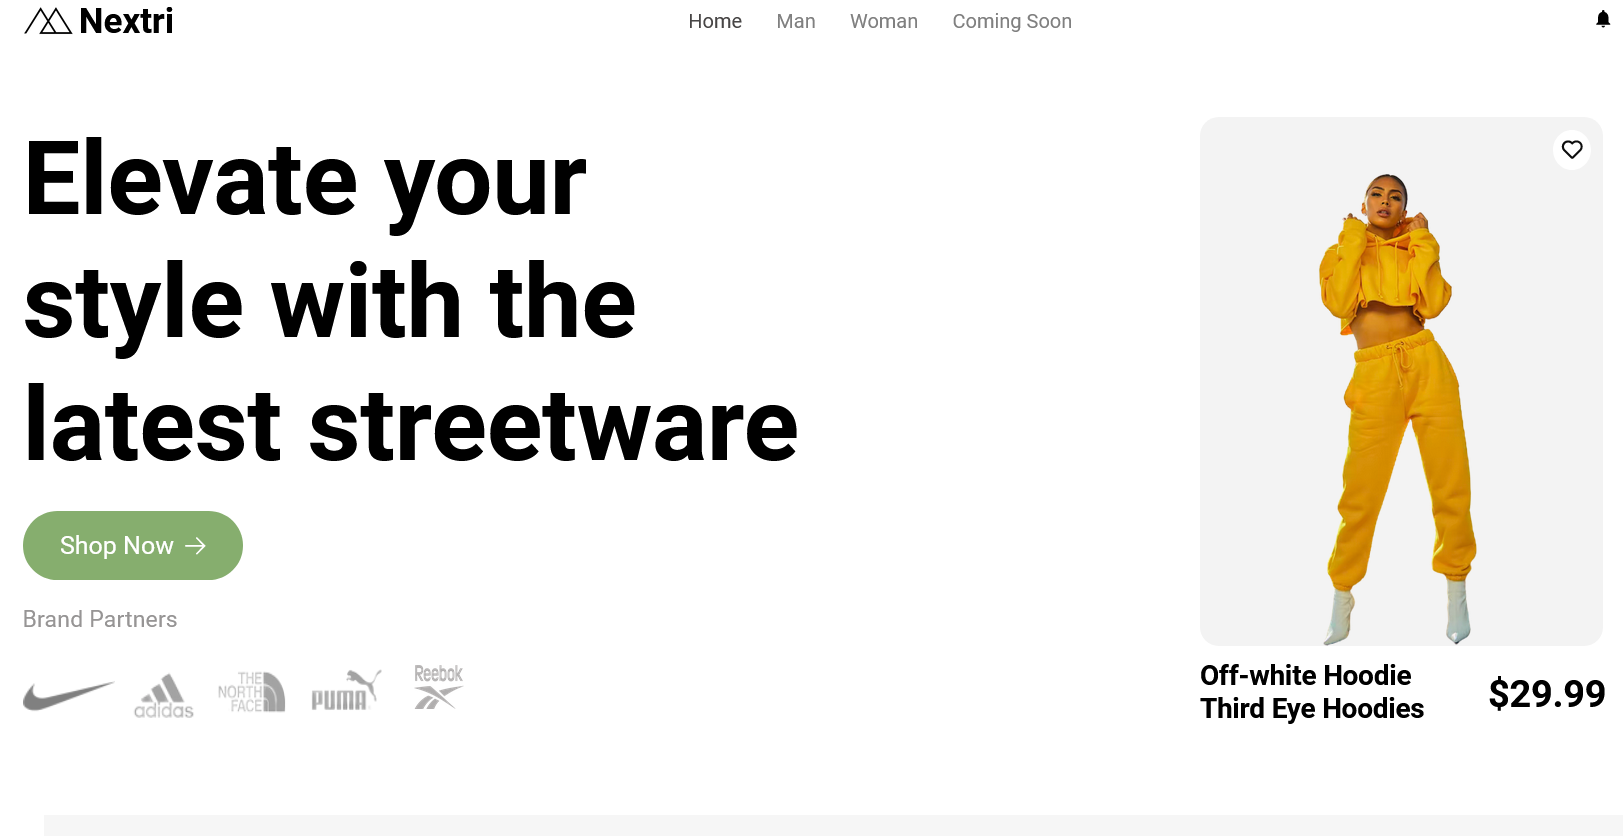 Nextri
Home
Man
Woman
Coming Soon
Elevate your
style with the
latest streetware
Shop Now
Brand Partners
adidas
THE
NORTH
FACE
PUMA
Reebok
Off-white Hoodie
Third Eye Hoodies
$29.99